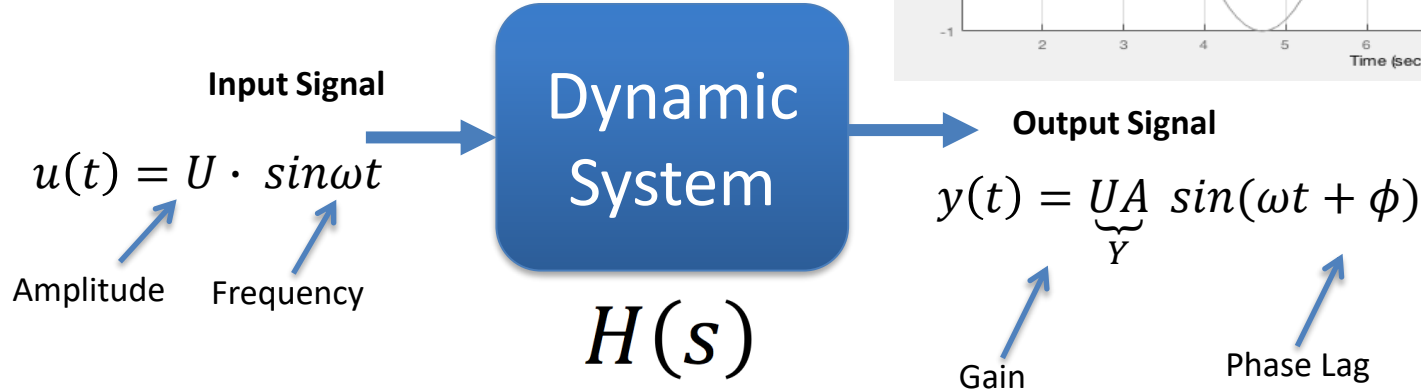 -1
2 3 4 5 6
Time (sec
Input Signal
u(t) = U · sinωt
Amplitude
Frequency
Dynamic
System
H(s)
Output Signal
y(t) = UA sin(ωt + ϕ)
Y
Gain
Phase Lag